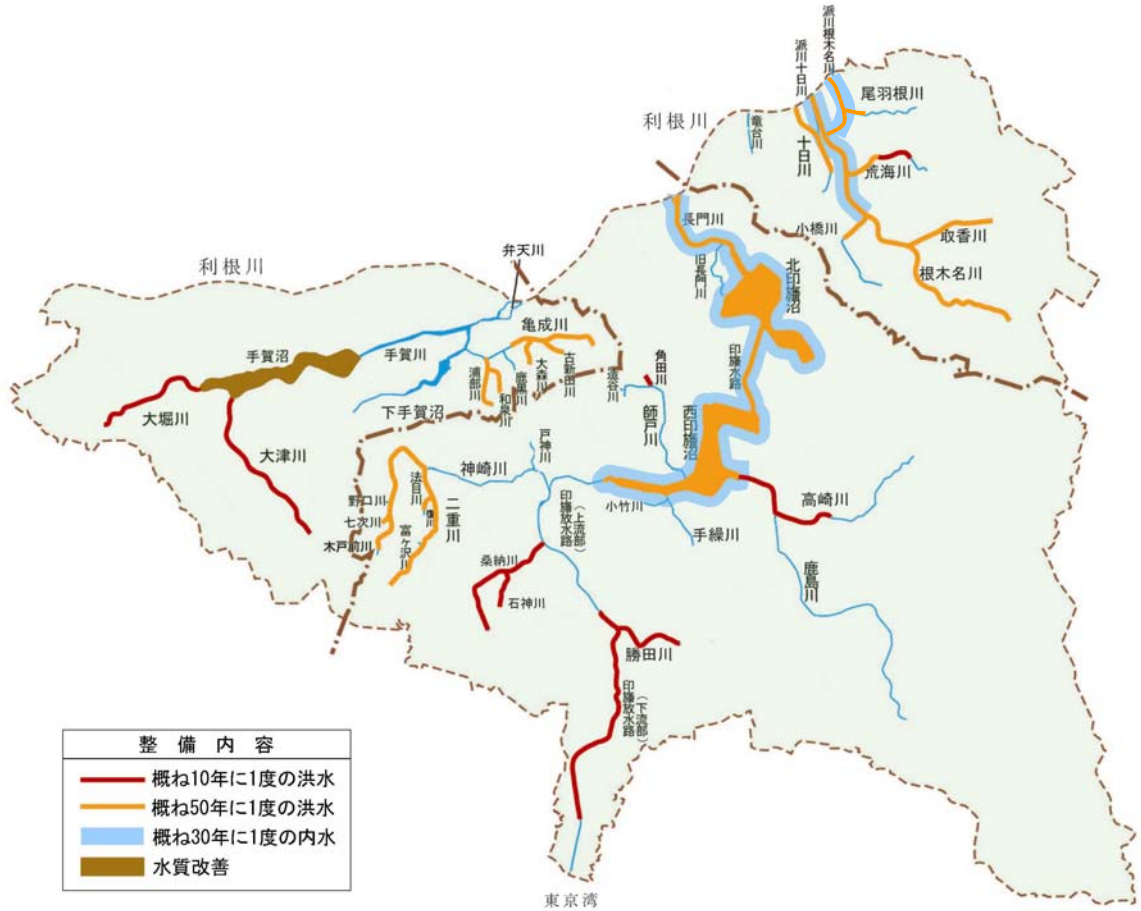 派川根木名川
派川十日川
尾羽根川
利根川
竜台川
十日川
荒海川
長門川
小橋川
取香川
根木名川
旧長門川
北印旛沼
弁天川
利根川
亀成川
手賀沼
手賀川
印旛水路
角田川
道谷川
浦部川
和泉川
鹿黒川
大森川
古新田川
下手賀沼
大堀川
大津川
師戸川
西印旛沼
戸神川
神崎川
法目川
二重川
野口川
七次川
木戸前川
富ヶ沢川
小竹川
手繰川
高崎川
鹿島川
印旛放水路
(上流部)
桑納川
石神川
勝田川
印旛放水路
(下流部)
整備内容
概ね10年に1度の洪水
概ね50年に1度の洪水
概ね30年に1度の内水
水質改善
東京湾